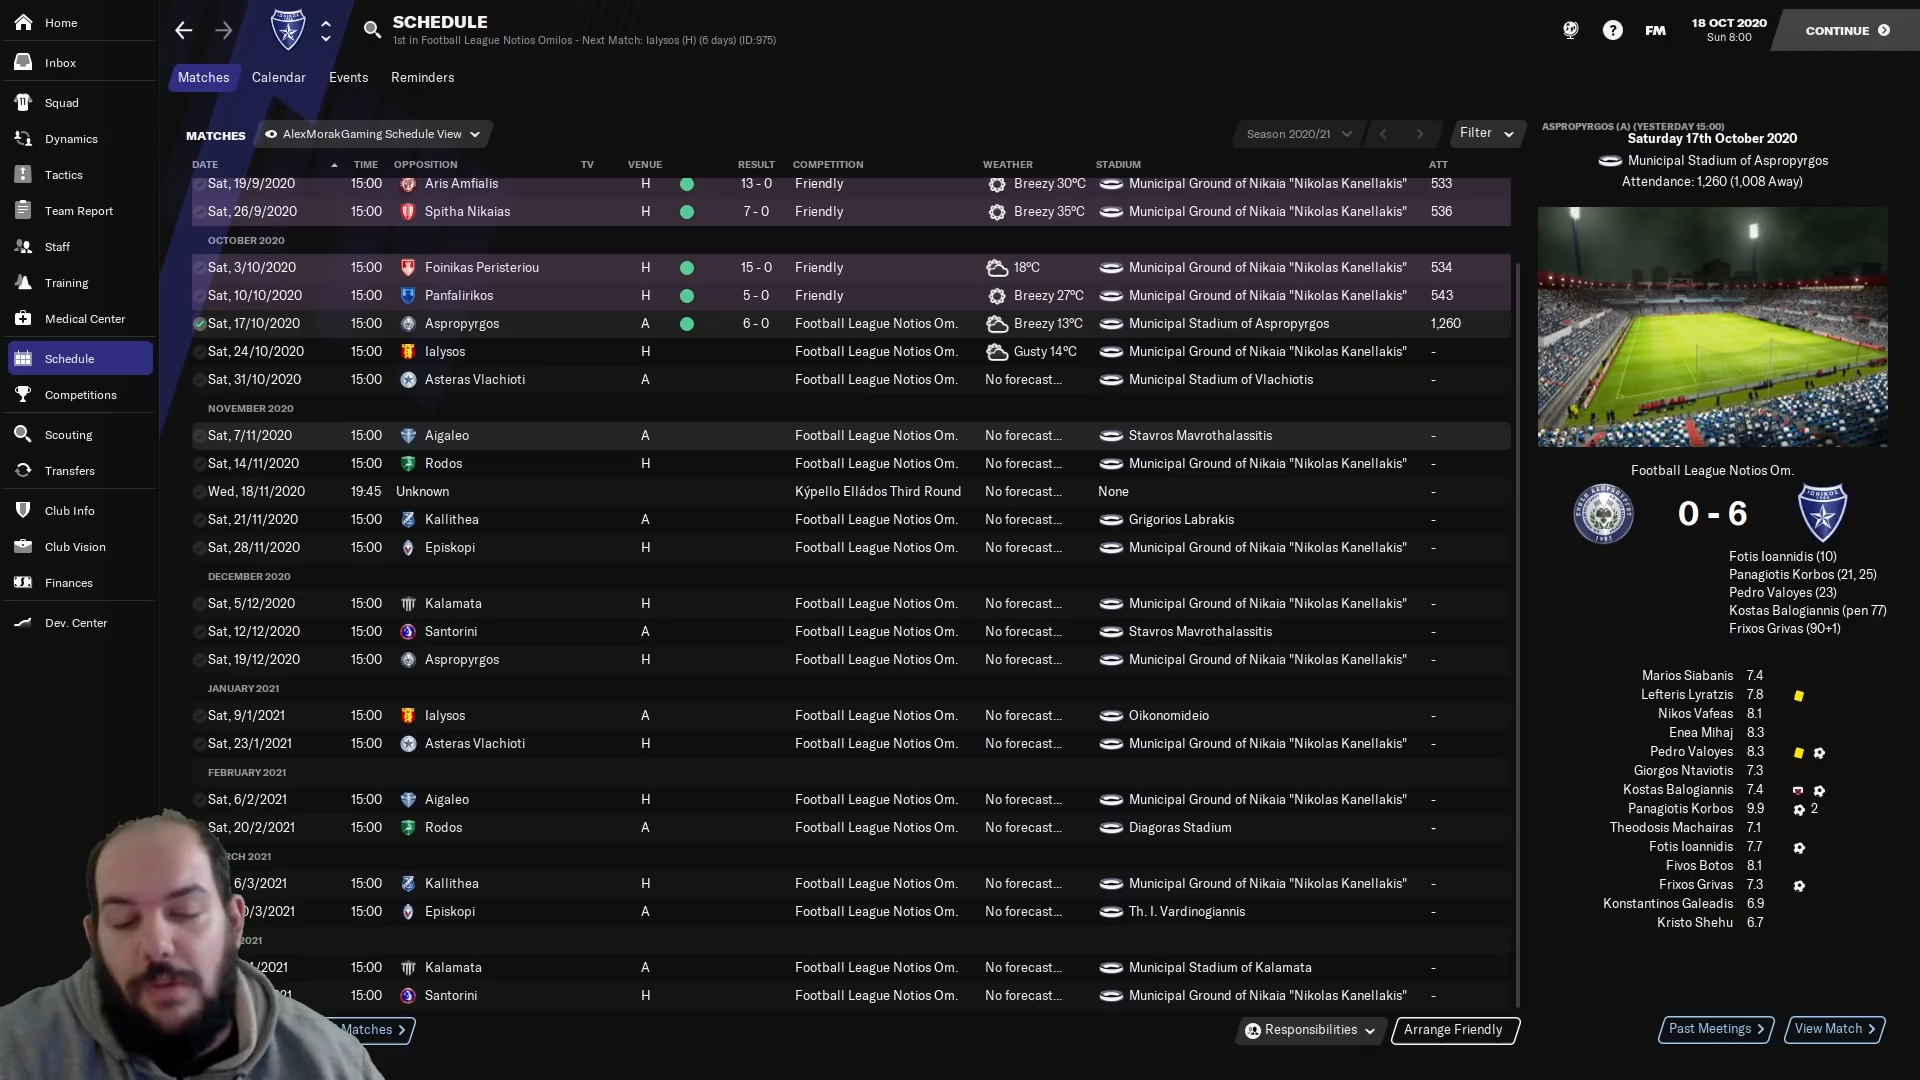 Home
Inbox
Squad
Dynamics
Tactics
Team Report
Staff
Training
Medical Center
Schedule
Competitions
Scouting
Transfers
Club Info
Club Vision
Finances
Dev. Center
SCHEDULE
1st in Football League Notios Omilos - Next Match: Ialysos (H) (6 days) (ID:975)
FM
18 OCT 2020
Sun 8:00
CONTINUE
Matches Calendar Events Reminders
MATCHES AlexMorakGaming Schedule View Season 2020/21 Filter
DATE TIME OPPOSITION TV VENUE RESULT COMPETITION WEATHER STADIUM ATT
Sat, 19/9/2020 15:00 Aris Amfialis H 13 - 0 Friendly Breezy 30ºC Municipal Ground of Nikaia "Nikolas Kanellakis" 533
Sat, 26/9/2020 15:00 Spitha Nikaias H 7 - 0 Friendly Breezy 35ºC Municipal Ground of Nikaia "Nikolas Kanellakis" 536
OCTOBER 2020
Sat, 3/10/2020 15:00 Foinikas Peristeriou H 15 - 0 Friendly 18ºC Municipal Ground of Nikaia "Nikolas Kanellakis" 534
Sat, 10/10/2020 15:00 Panfalirikos H 5 - 0 Friendly Breezy 27ºC Municipal Ground of Nikaia "Nikolas Kanellakis" 543
Sat, 17/10/2020 15:00 Aspropyrgos A 6 - 0 Football League Notios Om. Breezy 13ºC Municipal Stadium of Aspropyrgos 1,260
Sat, 24/10/2020 15:00 Ialysos H Football League Notios Om. Gusty 14ºC Municipal Ground of Nikaia "Nikolas Kanellakis" -
Sat, 31/10/2020 15:00 Asteras Vlachioti A Football League Notios Om. No forecast... Municipal Stadium of Vlachiotis -
NOVEMBER 2020
Sat, 7/11/2020 15:00 Aigaleo A Football League Notios Om. No forecast... Stavros Mavrothalassitis -
Sat, 14/11/2020 15:00 Rodos H Football League Notios Om. No forecast... Municipal Ground of Nikaia "Nikolas Kanellakis" -
Wed, 18/11/2020 19:45 Unknown Kýpello Elládos Third Round No forecast... None -
Sat, 21/11/2020 15:00 Kallithea A Football League Notios Om. No forecast... Grigorios Labrakis -
Sat, 28/11/2020 15:00 Episkopi H Football League Notios Om. No forecast... Municipal Ground of Nikaia "Nikolas Kanellakis" -
DECEMBER 2020
Sat, 5/12/2020 15:00 Kalamata H Football League Notios Om. No forecast... Municipal Ground of Nikaia "Nikolas Kanellakis" -
Sat, 12/12/2020 15:00 Santorini A Football League Notios Om. No forecast... Stavros Mavrothalassitis -
Sat, 19/12/2020 15:00 Aspropyrgos H Football League Notios Om. No forecast... Municipal Ground of Nikaia "Nikolas Kanellakis" -
JANUARY 2021
Sat, 9/1/2021 15:00 Ialysos A Football League Notios Om. No forecast... Oikonomideio -
Sat, 23/1/2021 15:00 Asteras Vlachioti H Football League Notios Om. No forecast... Municipal Ground of Nikaia "Nikolas Kanellakis" -
FEBRUARY 2021
Sat, 6/2/2021 15:00 Aigaleo H Football League Notios Om. No forecast... Municipal Ground of Nikaia "Nikolas Kanellakis" -
Sat, 20/2/2021 15:00 Rodos A Football League Notios Om. No forecast... Diagoras Stadium -
RCH 2021
6/3/2021 15:00 Kallithea H Football League Notios Om. No forecast... Municipal Ground of Nikaia "Nikolas Kanellakis" -
0/3/2021 15:00 Episkopi A Football League Notios Om. No forecast... Th. I. Vardinogiannis -
2021
/2021 15:00 Kalamata A Football League Notios Om. No forecast... Municipal Stadium of Kalamata -
21 15:00 Santorini H Football League Notios Om. No forecast... Municipal Ground of Nikaia "Nikolas Kanellakis" -
Matches Responsibilities Arrange Friendly
ASPROPYRGOS (A) (YESTERDAY 15:00)
Saturday 17th October 2020
Municipal Stadium of Aspropyrgos
Attendance: 1,260 (1,008 Away)
Football League Notios Om.
0 - 6
Fotis Ioannidis (10)
Panagiotis Korbos (21, 25)
Pedro Valoyes (23)
Kostas Balogiannis (pen 77)
Frixos Grivas (90+1)
Marios Siabanis 7.4
Lefteris Lyratzis 7.8
Nikos Vafeas 8.1
Enea Mihaj 8.3
Pedro Valoyes 8.3
Giorgos Ntaviotis 7.3
Kostas Balogiannis 7.4
Panagiotis Korbos 9.9 2
Theodosis Machairas 7.1
Fotis Ioannidis 7.7
Fivos Botos 8.1
Frixos Grivas 7.3
Konstantinos Galeadis 6.9
Kristo Shehu 6.7
Past Meetings View Match